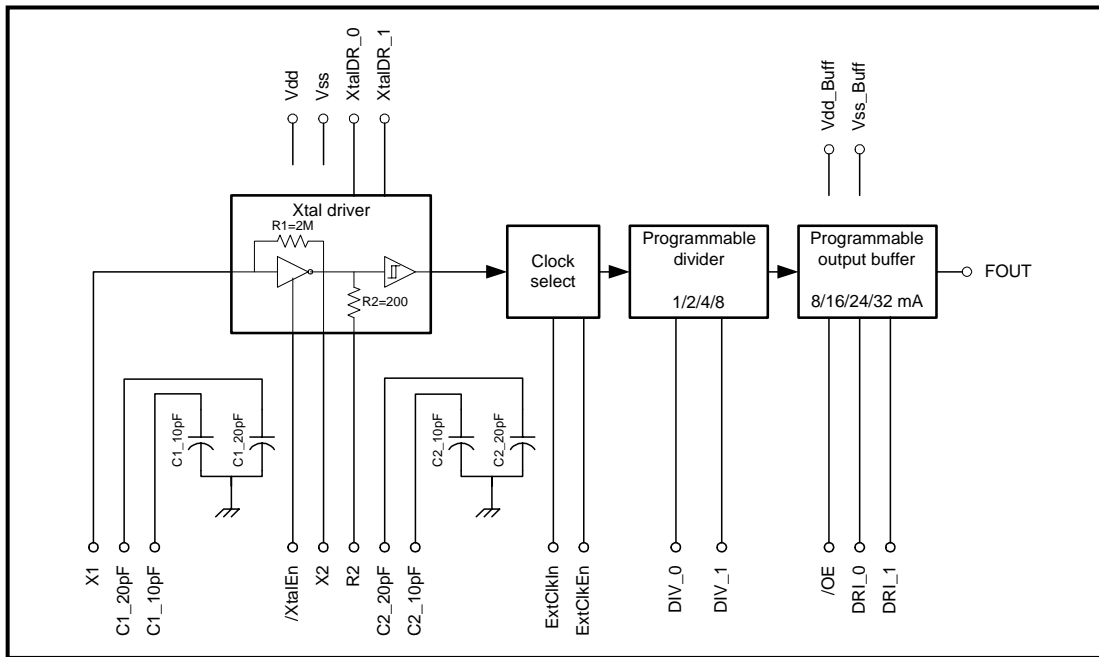 Vdd
Vss
XtalDR_0
XtalDR_1
Vdd_Buff
Vss_Buff
Xtal driver
R1=2M
R2=200
Clock
select
Programmable
divider
1/2/4/8
Programmable
output buffer
8/16/24/32 mA
FOUT
C1_10pF
C1_20pF
C2_10pF
C2_20pF
X1
C1_20pF
C1_10pF
/XtalEn
X2
R2
C2_20pF
C2_10pF
ExtClkIn
ExtClkEn
DIV_0
DIV_1
/OE
DRI_0
DRI_1